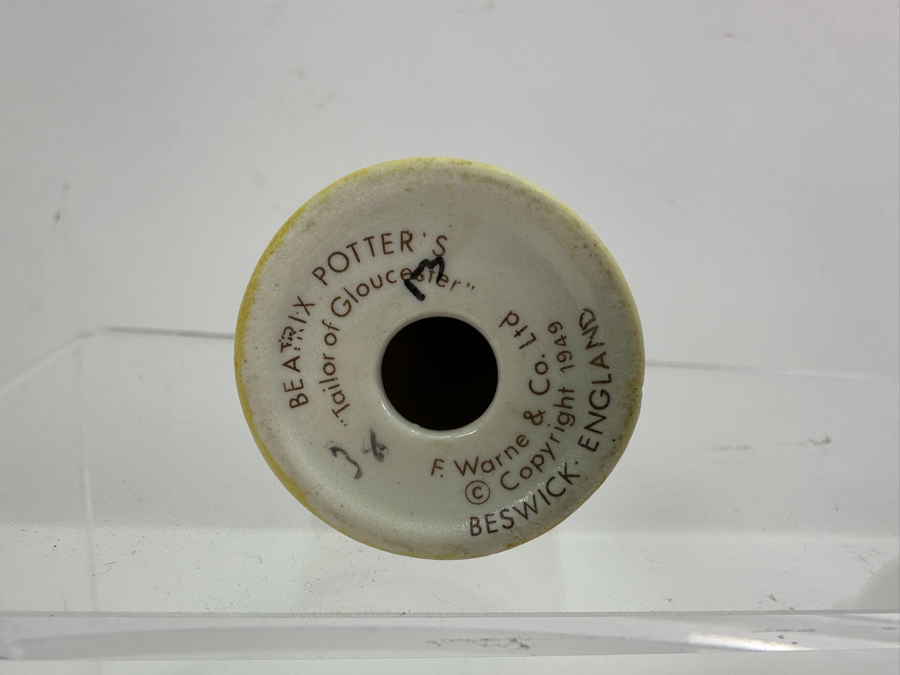 BEATRIX POTTER'S
"Tailor of Gloucester"
F. Warne & Co. Ltd
© Copyright 1949
BESWICK · ENGLAND